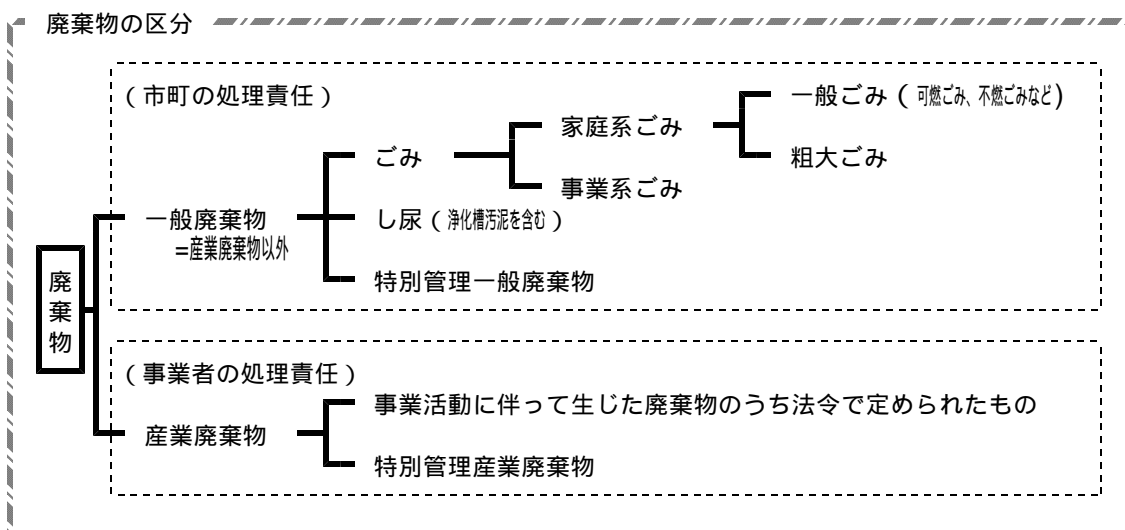 廃棄物の区分
(市町の処理責任)
一般ごみ(可燃ごみ、不燃ごみなど)
家庭系ごみ
ごみ
粗大ごみ
事業系ごみ
一般廃棄物
=産業廃棄物以外
し尿(浄化槽汚泥を含む)
特別管理一般廃棄物
廃棄物
(事業者の処理責任)
事業活動に伴って生じた廃棄物のうち法令で定められたもの
産業廃棄物
特別管理産業廃棄物